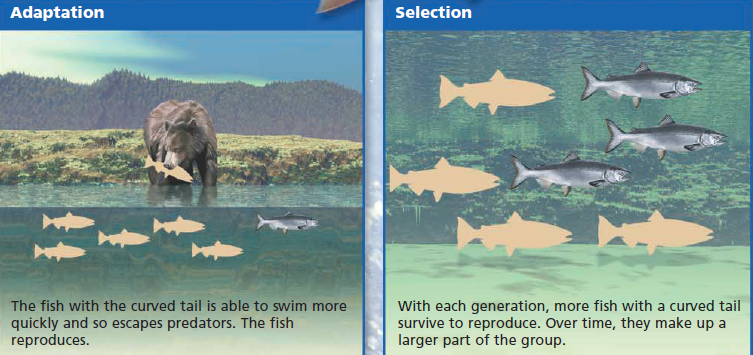 Adaptation
The fish with the curved tail is able to swim more
quickly and so escapes predators. The fish
reproduces.
Selection
With each generation, more fish with a curved tail
survive to reproduce. Over time, they make up a
larger part of the group.